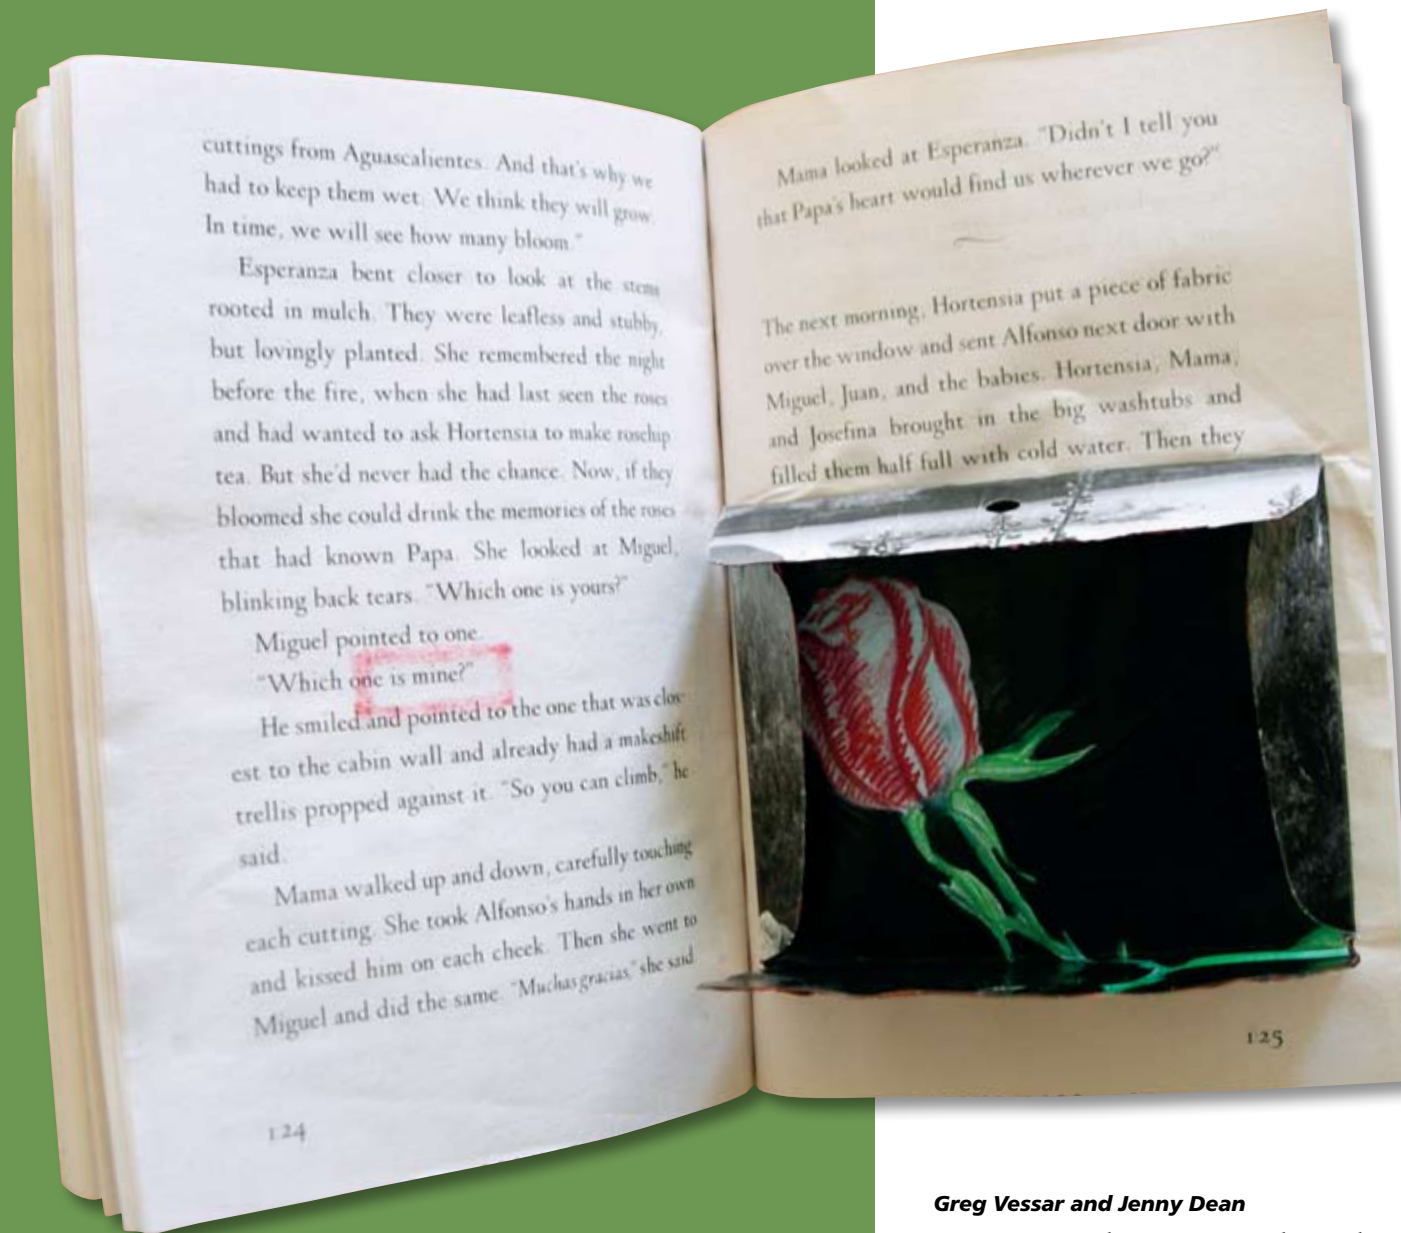 cuttings from Aguascalientes. And that's why we
had to keep them wet. We think they will grow.
In time, we will see how many bloom."
Esperanza bent closer to look at the stems
rooted in mulch. They were leafless and stubby,
but lovingly planted. She remembered the night
before the fire, when she had last seen the roses
and had wanted to ask Hortensia to make rosehip
tea. But she'd never had the chance. Now, if they
bloomed she could drink the memories of the roses
that had known Papa. She looked at Miguel,
blinking back tears. "Which one is yours?"
Miguel pointed to one.
"Which one is mine?"
He smiled and pointed to the one that was clos-
est to the cabin wall and already had a makeshift
trellis propped against it. "So you can climb," he
said.
Mama walked up and down, carefully touching
each cutting. She took Alfonso's hands in her own
and kissed him on each cheek. Then she went to
Miguel and did the same. "Muchas gracias," she said.
124
Mama looked at Esperanza. "Didn't I tell you
that Papa's heart would find us wherever we go?"
The next morning, Hortensia put a piece of fabric
over the window and sent Alfonso next door with
Miguel, Juan, and the babies. Hortensia, Mama,
and Josefina brought in the big washtubs and
filled them half full with cold water. Then they
125
Greg Vessar and Jenny Dean